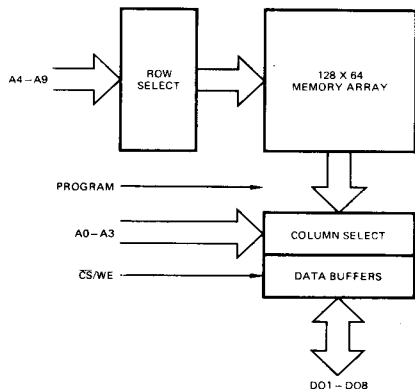 A4–A9
ROW
SELECT
128 X 64
MEMORY ARRAY
PROGRAM
A0–A3
COLUMN SELECT
C̅S̅/WE
DATA BUFFERS
DO1–DO8